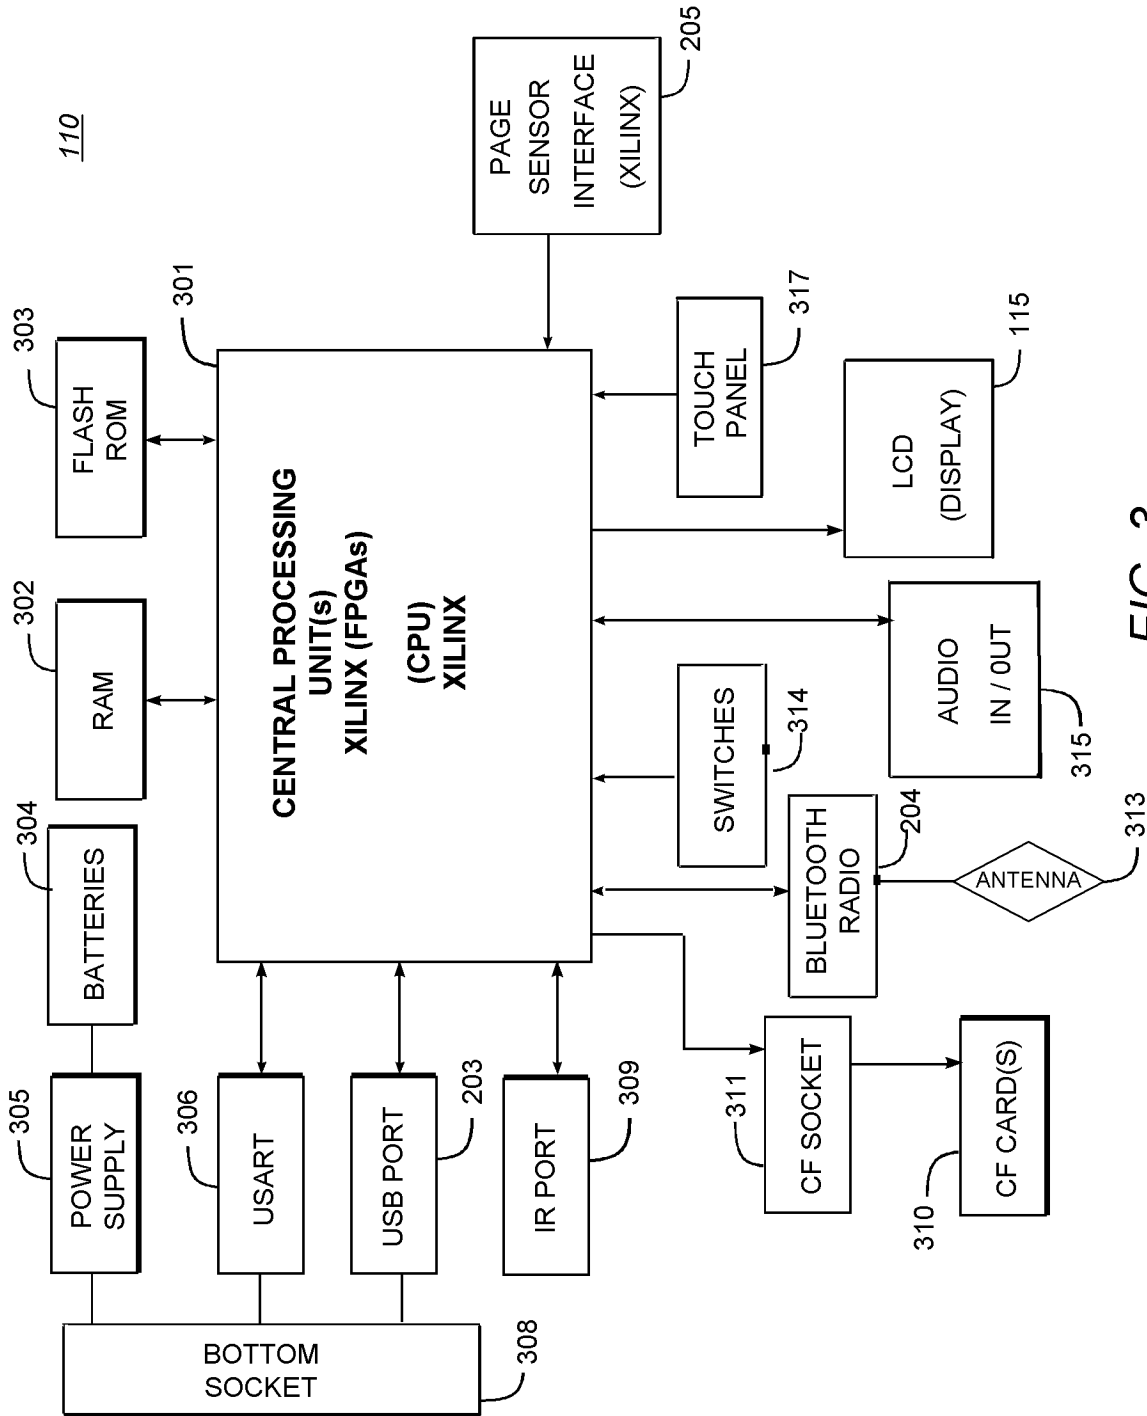 110
BOTTOM
SOCKET
308
POWER
SUPPLY
305
BATTERIES
304
RAM
302
FLASH
ROM
303
USART
306
USB PORT
203
IR PORT
309
CENTRAL PROCESSING
UNIT(s)
XILINX (FPGAs)
(CPU)
XILINX
301
PAGE
SENSOR
INTERFACE
(XILINX)
205
CF SOCKET
311
CF CARD(S)
310
BLUETOOTH
RADIO
204
ANTENNA
313
SWITCHES
314
AUDIO
IN / 0UT
315
TOUCH
PANEL
317
LCD
(DISPLAY)
115
FIG